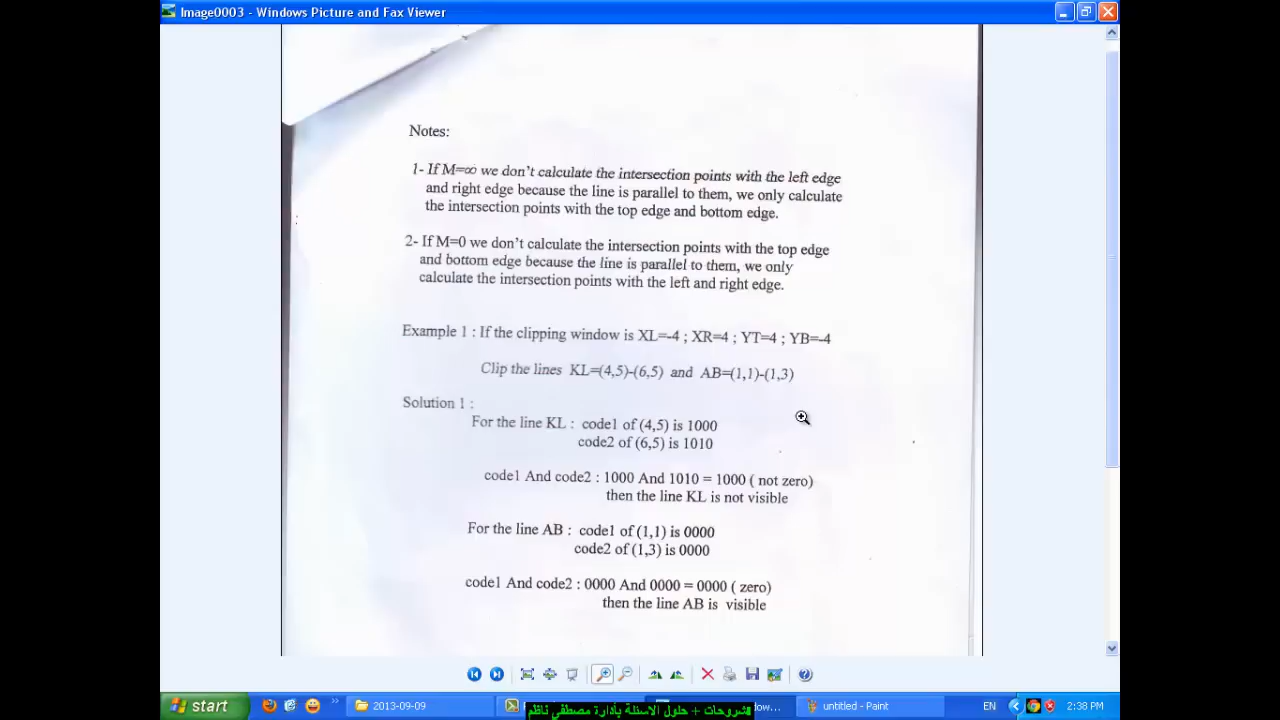 Image0003 - Windows Picture and Fax Viewer
Notes:
1- If M=∞ we don't calculate the intersection points with the left edge
and right edge because the line is parallel to them, we only calculate
the intersection points with the top edge and bottom edge.
2- If M=0 we don't calculate the intersection points with the top edge
and bottom edge because the line is parallel to them, we only
calculate the intersection points with the left and right edge.
Example 1 : If the clipping window is XL=-4 ; XR=4 ; YT=4 ; YB=-4
Clip the lines KL=(4,5)-(6,5) and AB=(1,1)-(1,3)
Solution 1 :
For the line KL : code1 of (4,5) is 1000
code2 of (6,5) is 1010
code1 And code2 : 1000 And 1010 = 1000 ( not zero)
then the line KL is not visible
For the line AB : code1 of (1,1) is 0000
code2 of (1,3) is 0000
code1 And code2 : 0000 And 0000 = 0000 ( zero)
then the line AB is visible
start
2013-09-09
untitled - Paint
EN
2:38 PM
شروحات + حلول الاسئلة بأدارة مصطفى ناظم